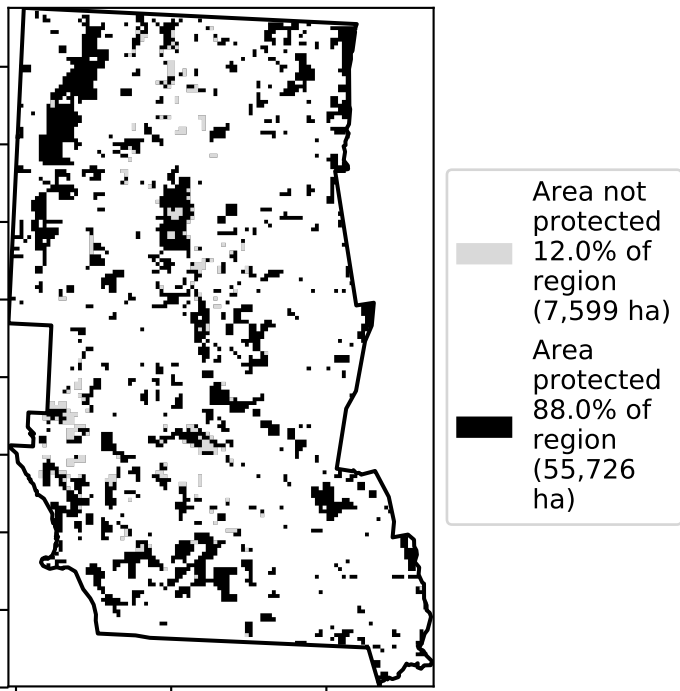 Area not
protected
12.0% of
region
(7,599 ha)
Area
protected
88.0% of
region
(55,726
ha)